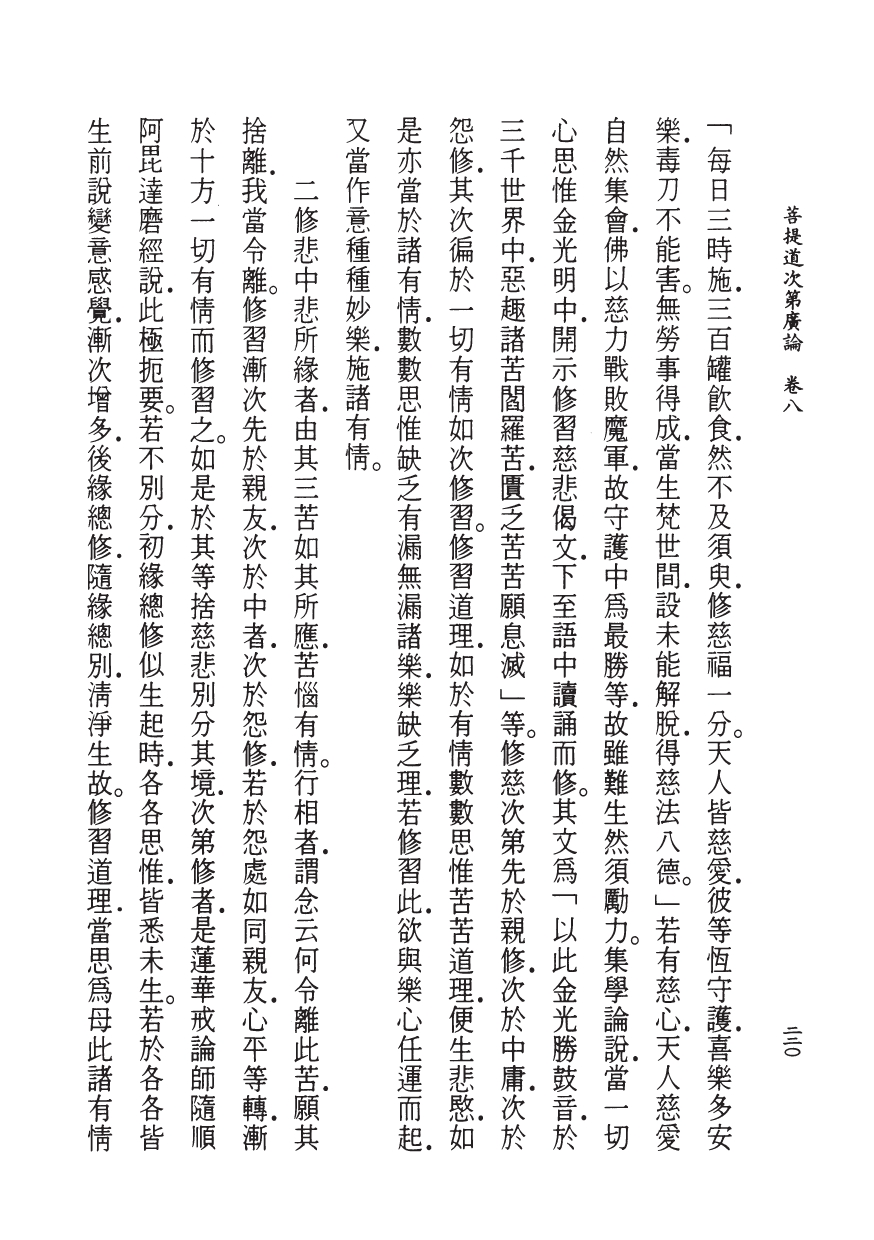 菩提道次第廣論　卷八
二二〇
「每日三時施．三百罐飲食．然不及須臾．修慈福一分。天人皆慈愛．彼等恆守護．喜樂多安
樂．毒刀不能害。無勞事得成．當生梵世間．設未能解脫．得慈法八德。」若有慈心．天人慈愛
自然集會．佛以慈力戰敗魔軍．故守護中爲最勝等．故雖難生然須勵力。集學論說．當一切
心思惟金光明中．開示修習慈悲偈文．下至語中讀誦而修。其文爲「以此金光勝鼓音．於
三千世界中．惡趣諸苦閻羅苦．匱乏苦苦願息滅」等。修慈次第先於親修．次於中庸．次於
怨修．其次徧於一切有情如次修習。修習道理．如於有情數數思惟苦苦道理．便生悲愍．如
是亦當於諸有情．數數思惟缺乏有漏無漏諸樂．樂缺乏理．若修習此．欲與樂心任運而起．
又當作意種種妙樂．施諸有情。
二修悲中悲所緣者．由其三苦如其所應．苦惱有情。行相者．謂念云何令離此苦．願其
捨離．我當令離。修習漸次先於親友．次於中者．次於怨修．若於怨處如同親友．心平等轉．漸
於十方一切有情而修習之。如是於其等捨慈悲別分其境．次第修者．是蓮華戒論師隨順
阿毘達磨經說．此極扼要。若不別分．初緣總修似生起時．各各思惟．皆悉未生。若於各各皆
生前說變意感覺．漸次增多．後緣總修．隨緣總別．淸淨生故。修習道理．當思爲母此諸有情